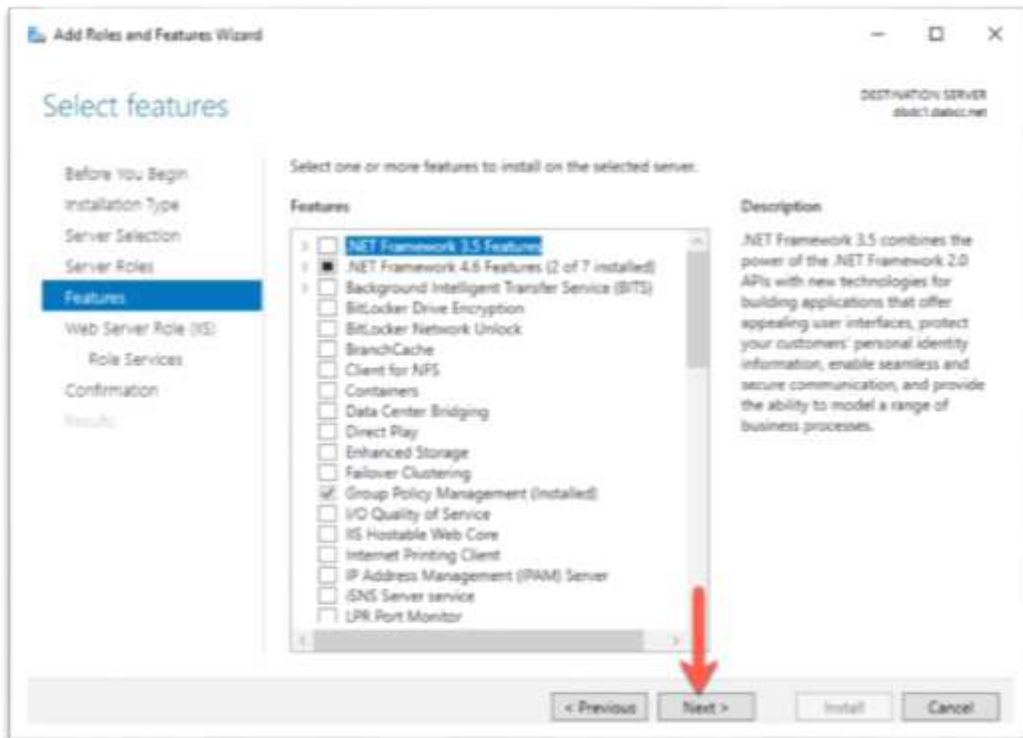 Add Roles and Features Wizard
Select features
DESTINATION SERVER
Before You Begin
Installation Type
Server Selection
Server Roles
Features
Web Server Role (IIS)
Role Services
Confirmation
Results
Select one or more features to install on the selected server.
Features
.NET Framework 3.5 Features
.NET Framework 4.6 Features (2 of 7 installed)
Background Intelligent Transfer Service (BITS)
BitLocker Drive Encryption
BitLocker Network Unlock
BranchCache
Client for NFS
Containers
Data Center Bridging
Direct Play
Enhanced Storage
Failover Clustering
Group Policy Management (Installed)
I/O Quality of Service
IIS Hostable Web Core
Internet Printing Client
IP Address Management (IPAM) Server
iSNS Server service
LPR Port Monitor
Description
.NET Framework 3.5 combines the
power of the .NET Framework 2.0
APIs with new technologies for
building applications that offer
appealing user interfaces, protect
your customers' personal identity
information, enable seamless and
secure communication, and provide
the ability to model a range of
business processes.
< Previous
Next >
Install
Cancel